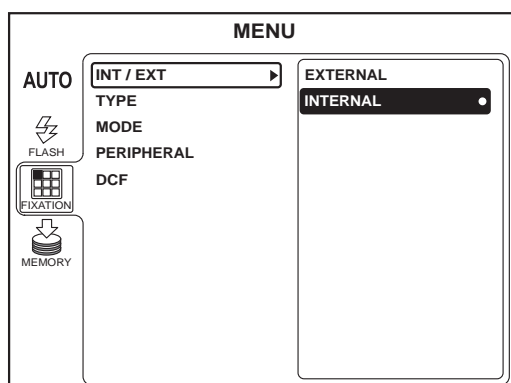 MENU
AUTO
FLASH
FIXATION
MEMORY
INT / EXT
TYPE
MODE
PERIPHERAL
DCF
EXTERNAL
INTERNAL